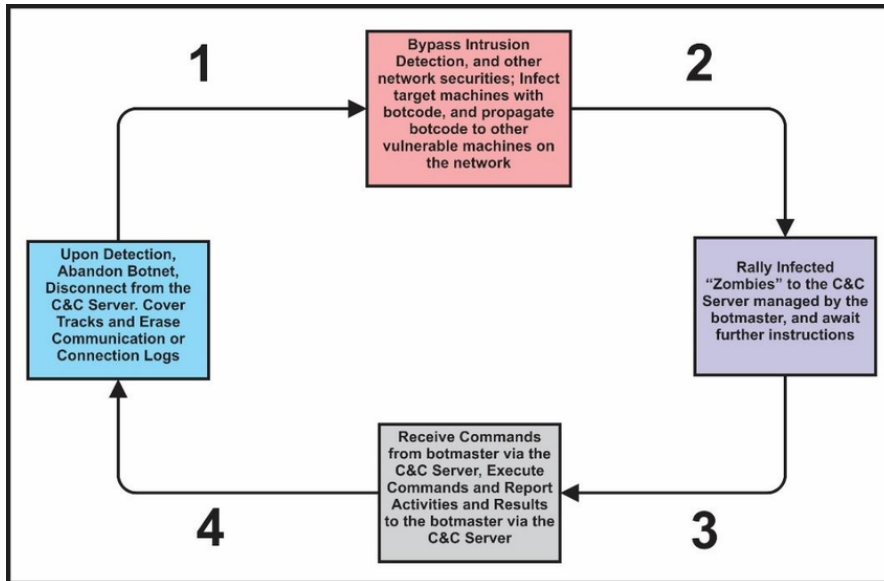 1
Bypass Intrusion
Detection, and other
network securities; Infect
target machines with
botcode, and propagate
botcode to other
vulnerable machines on
the network
2
Rally Infected
“Zombies” to the C&C
Server managed by the
botmaster, and await
further instructions
3
Receive Commands
from botmaster via the
C&C Server, Execute
Commands and Report
Activities and Results
to the botmaster via the
C&C Server
4
Upon Detection,
Abandon Botnet,
Disconnect from the
C&C Server. Cover
Tracks and Erase
Communication or
Connection Logs